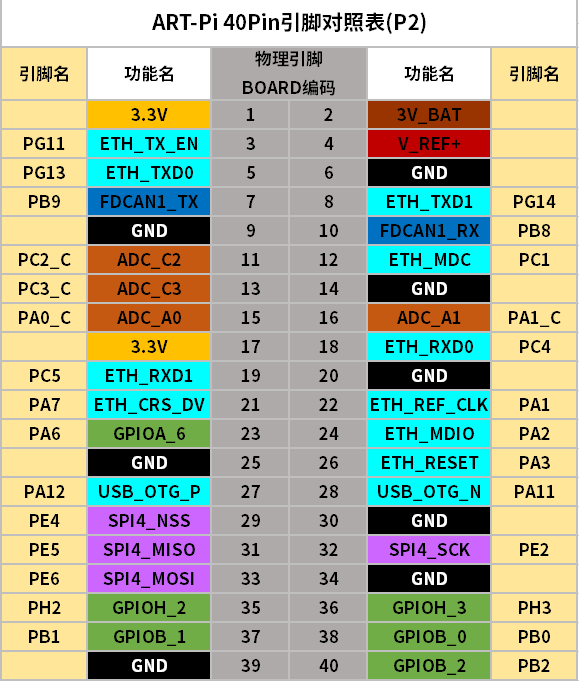 ART-Pi 40Pin引脚对照表(P2)
引脚名 功能名 物理引脚 BOARD编码 功能名 引脚名
3.3V 1 2 3V_BAT
PG11 ETH_TX_EN 3 4 V_REF+
PG13 ETH_TXD0 5 6 GND
PB9 FDCAN1_TX 7 8 ETH_TXD1 PG14
GND 9 10 FDCAN1_RX PB8
PC2_C ADC_C2 11 12 ETH_MDC PC1
PC3_C ADC_C3 13 14 GND
PA0_C ADC_A0 15 16 ADC_A1 PA1_C
3.3V 17 18 ETH_RXD0 PC4
PC5 ETH_RXD1 19 20 GND
PA7 ETH_CRS_DV 21 22 ETH_REF_CLK PA1
PA6 GPIOA_6 23 24 ETH_MDIO PA2
GND 25 26 ETH_RESET PA3
PA12 USB_OTG_P 27 28 USB_OTG_N PA11
PE4 SPI4_NSS 29 30 GND
PE5 SPI4_MISO 31 32 SPI4_SCK PE2
PE6 SPI4_MOSI 33 34 GND
PH2 GPIOH_2 35 36 GPIOH_3 PH3
PB1 GPIOB_1 37 38 GPIOB_0 PB0
GND 39 40 GPIOB_2 PB2